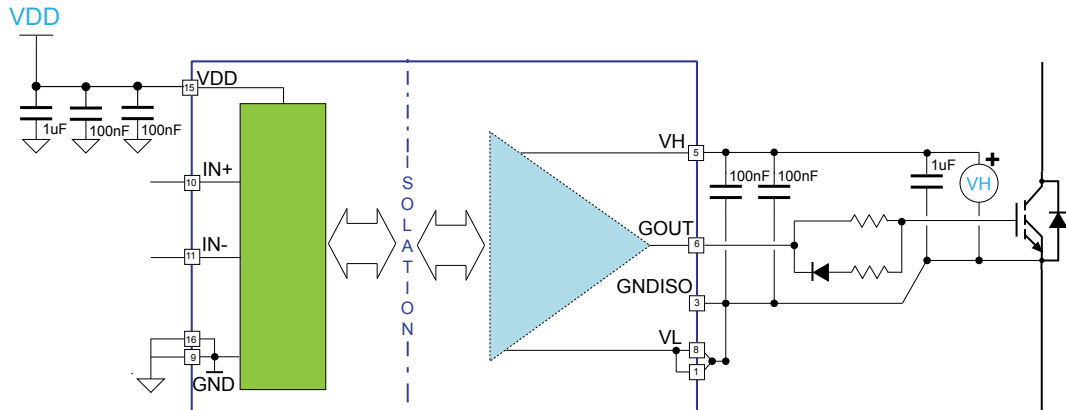 VDD
15
VDD
1uF
100nF
100nF
IN+
10
IN-
11
16
9
GND
ISOLATION
VH
5
100nF
100nF
1uF
+
VH
GOUT
6
GNDISO
3
VL
8
1